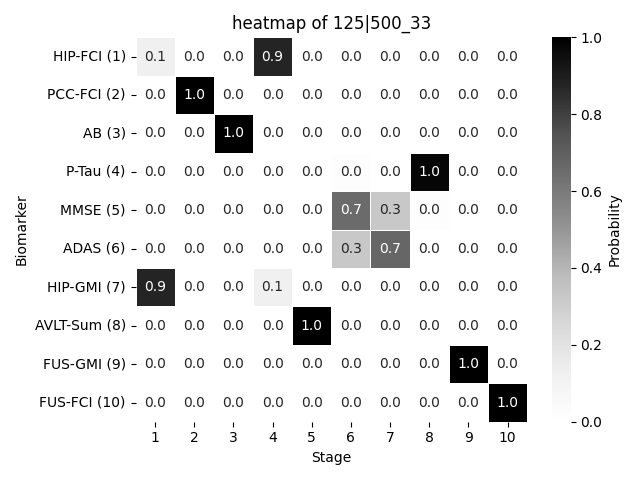 heatmap of 125|500_33
HIP-FCI (1) 0.1 0.0 0.0 0.9 0.0 0.0 0.0 0.0 0.0 0.0
PCC-FCI (2) 0.0 1.0 0.0 0.0 0.0 0.0 0.0 0.0 0.0 0.0
AB (3) 0.0 0.0 1.0 0.0 0.0 0.0 0.0 0.0 0.0 0.0
P-Tau (4) 0.0 0.0 0.0 0.0 0.0 0.0 0.0 1.0 0.0 0.0
MMSE (5) 0.0 0.0 0.0 0.0 0.0 0.7 0.3 0.0 0.0 0.0
ADAS (6) 0.0 0.0 0.0 0.0 0.0 0.3 0.7 0.0 0.0 0.0
HIP-GMI (7) 0.9 0.0 0.0 0.1 0.0 0.0 0.0 0.0 0.0 0.0
AVLT-Sum (8) 0.0 0.0 0.0 0.0 1.0 0.0 0.0 0.0 0.0 0.0
FUS-GMI (9) 0.0 0.0 0.0 0.0 0.0 0.0 0.0 0.0 1.0 0.0
FUS-FCI (10) 0.0 0.0 0.0 0.0 0.0 0.0 0.0 0.0 0.0 1.0
1 2 3 4 5 6 7 8 9 10
Stage
Biomarker
1.0
0.8
0.6
0.4
0.2
0.0
Probability